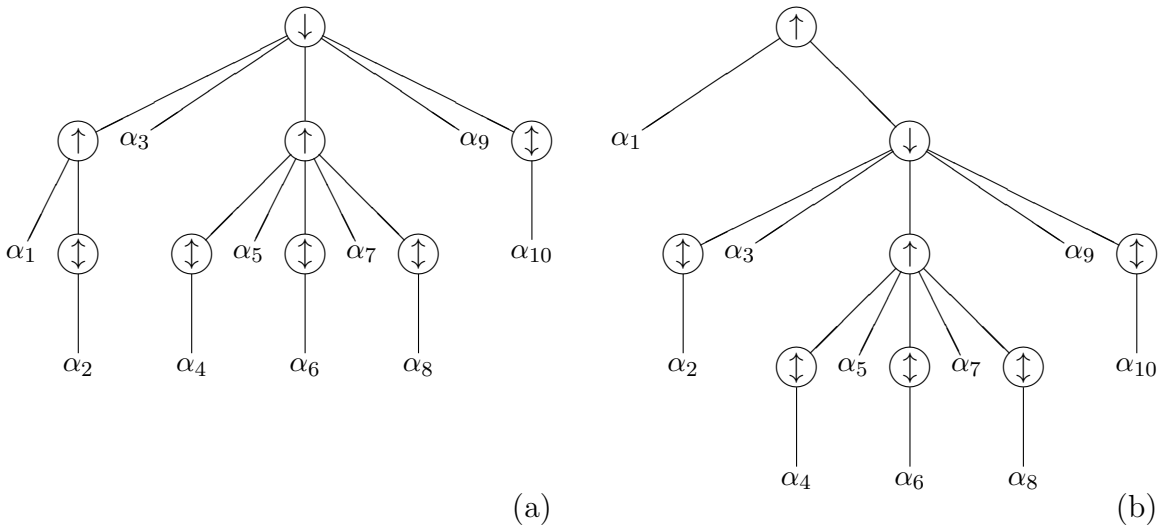 ↓ ↑
↑ α₃ ↑ α₉ ↕ α₁ ↓
α₁ ↕ ↕ α₅ ↕ α₇ ↕ α₁₀ ↕ α₃ ↑ α₉ ↕
α₂ α₄ α₆ α₈ α₂ ↕ α₅ ↕ α₇ ↕ α₁₀
α₄ α₆ α₈
(a) (b)